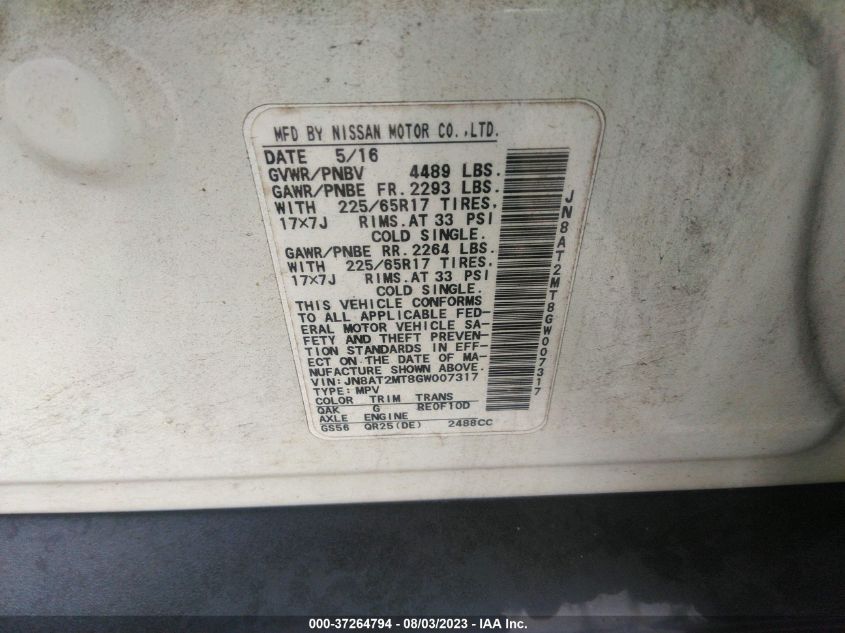 MFD BY NISSAN MOTOR CO.,LTD.
DATE 5/16
GVWR/PNBV 4489 LBS.
GAWR/PNBE FR. 2293 LBS.
WITH 225/65R17 TIRES,
17×7J RIMS.AT 33 PSI
COLD SINGLE.
GAWR/PNBE RR. 2264 LBS.
WITH 225/65R17 TIRES.
17×7J RIMS.AT 33 PSI
COLD SINGLE.
THIS VEHICLE CONFORMS
TO ALL APPLICABLE FED-
ERAL MOTOR VEHICLE SA-
FETY AND THEFT PREVEN-
TION STANDARDS IN EFF-
ECT ON THE DATE OF MA-
NUFACTURE SHOWN ABOVE.
VIN:JN8AT2MT8GW007317
TYPE:MPV
COLOR TRIM TRANS
QAK G RE0F10D
AXLE ENGINE
GS56 QR25(DE) 2488CC
JN8AT2MT8GW007317
000-37264794 - 08/03/2023 - IAA Inc.